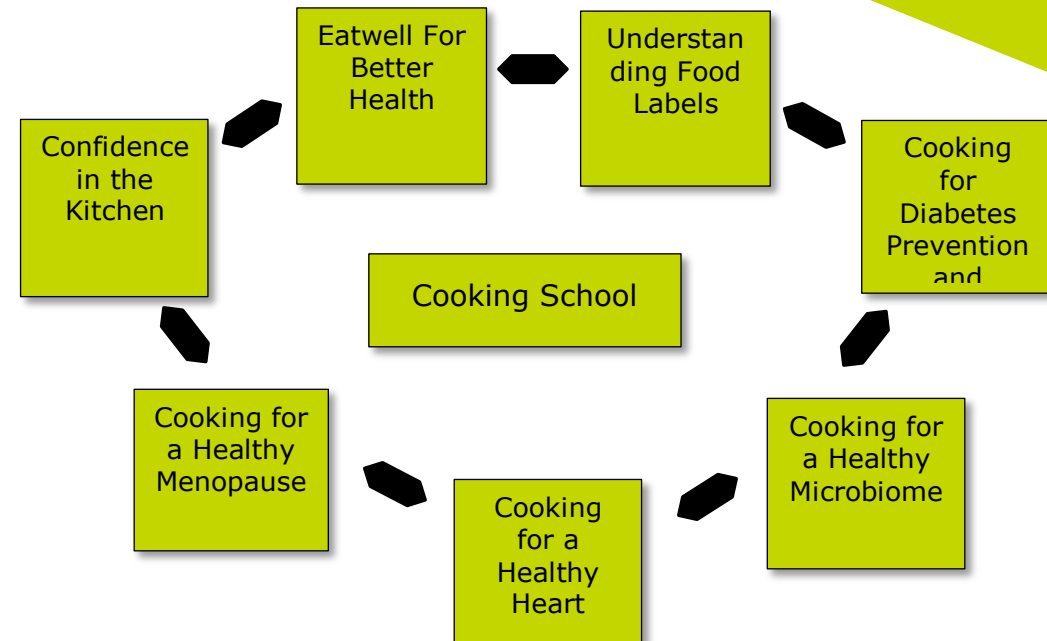 Eatwell For
Better
Health
Understan
ding Food
Labels
Confidence
in the
Kitchen
Cooking
for
Diabetes
Prevention
and
Cooking School
Cooking for
a Healthy
Menopause
Cooking for
a Healthy
Microbiome
Cooking
for a
Healthy
Heart